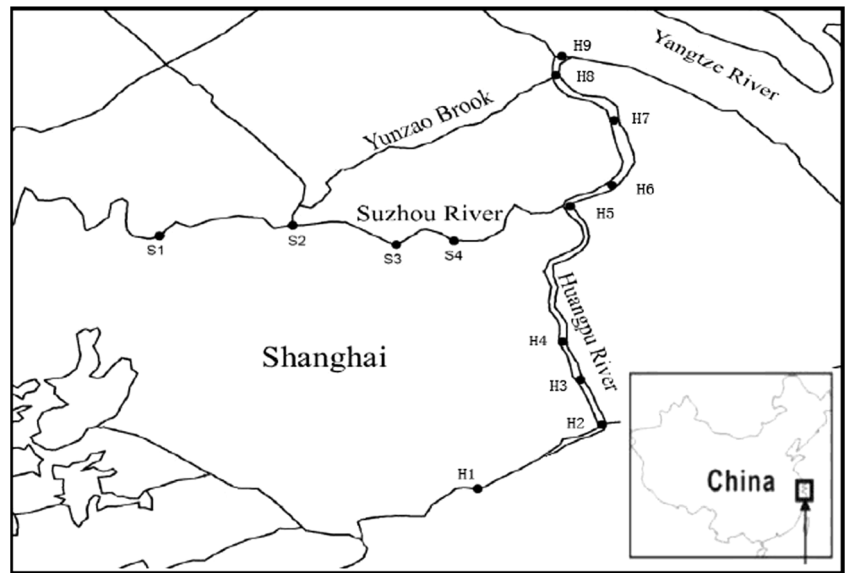 H9
Yangtze River
H8
Yunzao Brook
H7
H6
Suzhou River
H5
S1
S2
S3
S4
Huangpu River
Shanghai
H4
H3
H2
H1
China